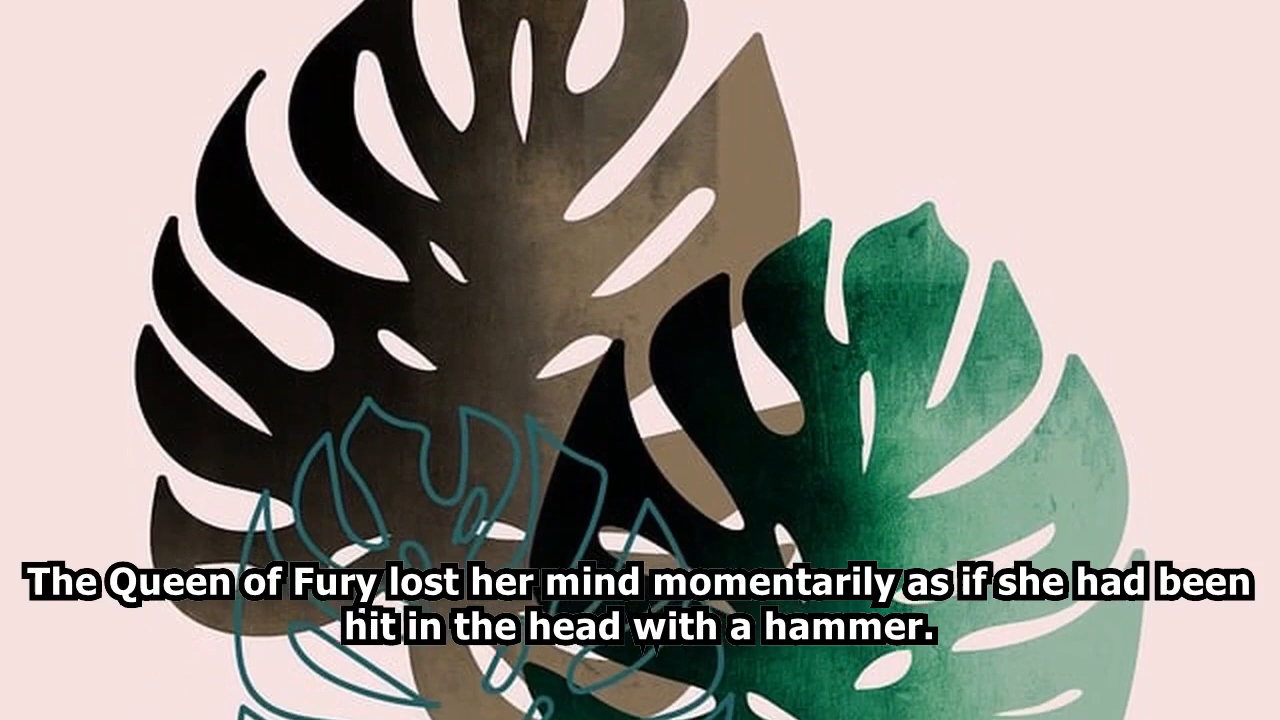 The Queen of Fury lost her mind momentarily as if she had been
hit in the head with a hammer.